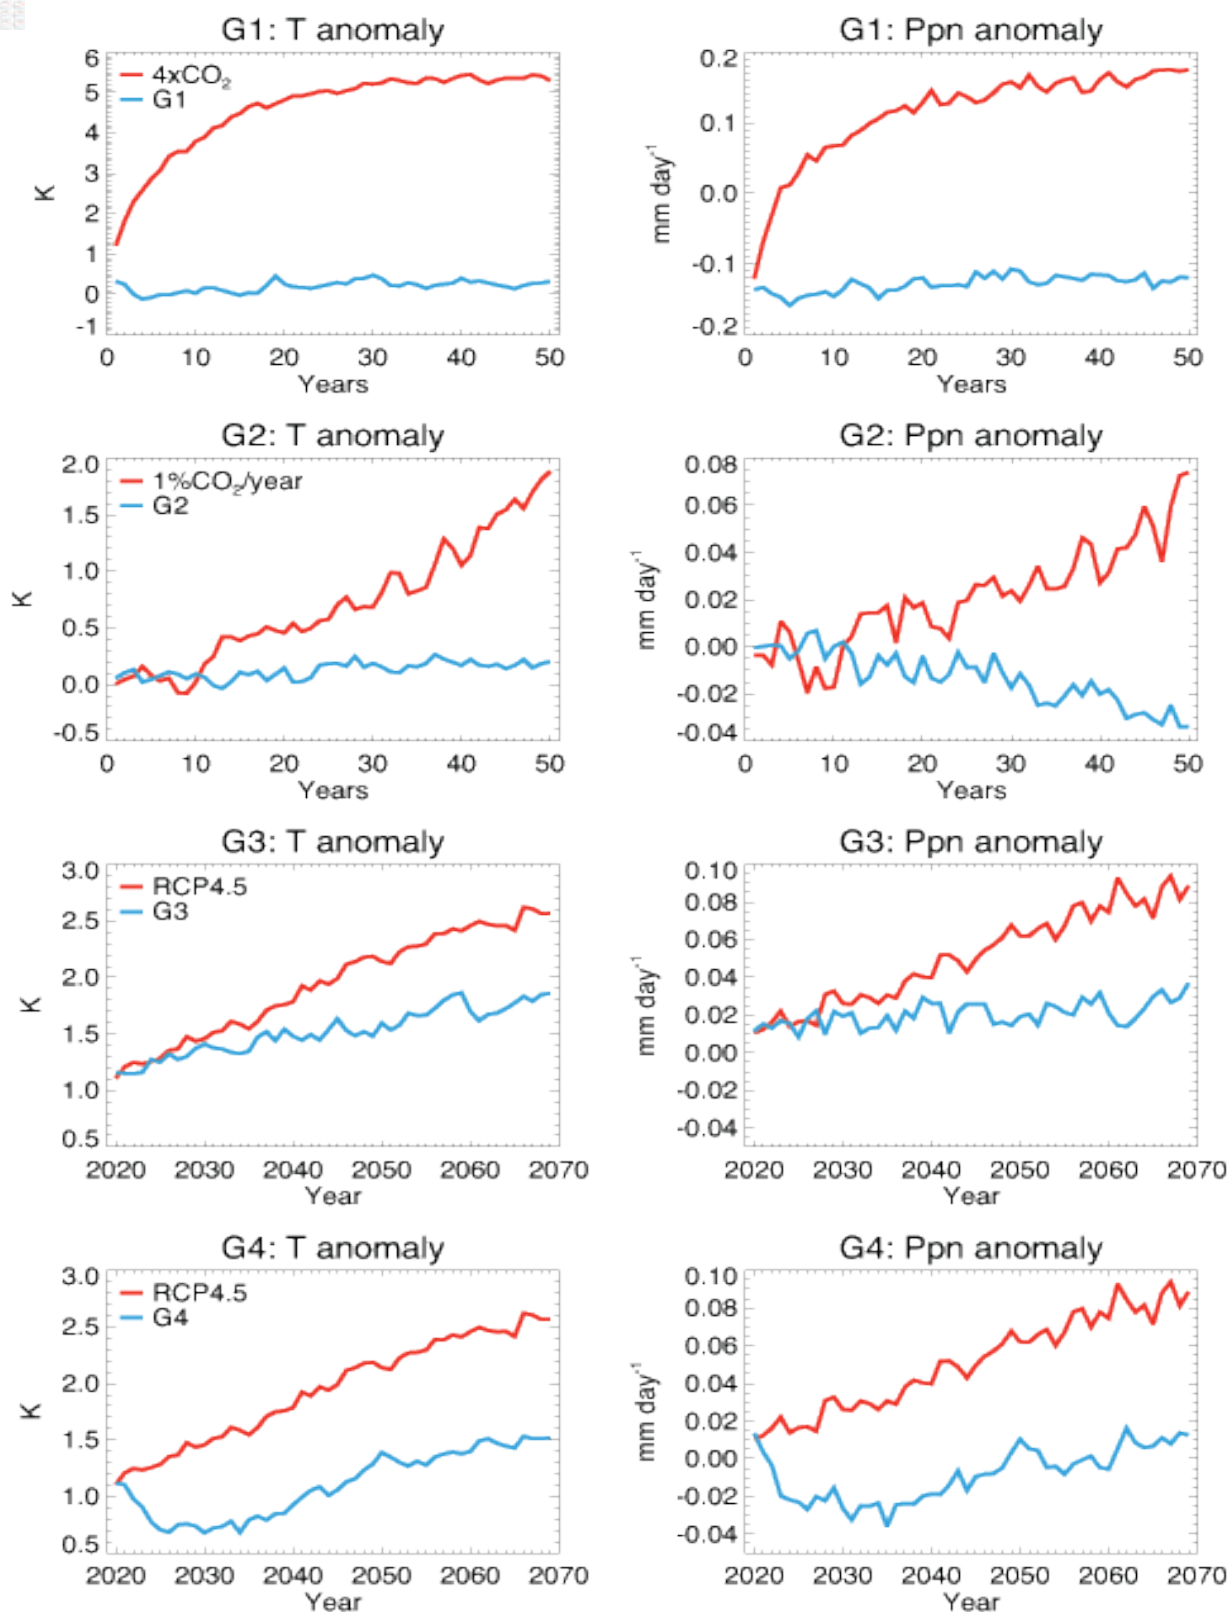 G1: T anomaly
6
5
4
3
2
1
0
-1
K
4xCO₂
G1
0 10 20 30 40 50
Years
G1: Ppn anomaly
0.2
0.1
0.0
-0.1
-0.2
mm day⁻¹
0 10 20 30 40 50
Years
G2: T anomaly
2.0
1.5
1.0
0.5
0.0
-0.5
K
1%CO₂/year
G2
0 10 20 30 40 50
Years
G2: Ppn anomaly
0.08
0.06
0.04
0.02
0.00
-0.02
-0.04
mm day⁻¹
0 10 20 30 40 50
Years
G3: T anomaly
3.0
2.5
2.0
1.5
1.0
0.5
K
RCP4.5
G3
2020 2030 2040 2050 2060 2070
Year
G3: Ppn anomaly
0.10
0.08
0.06
0.04
0.02
0.00
-0.02
-0.04
mm day⁻¹
2020 2030 2040 2050 2060 2070
Year
G4: T anomaly
3.0
2.5
2.0
1.5
1.0
0.5
K
RCP4.5
G4
2020 2030 2040 2050 2060 2070
Year
G4: Ppn anomaly
0.10
0.08
0.06
0.04
0.02
0.00
-0.02
-0.04
mm day⁻¹
2020 2030 2040 2050 2060 2070
Year